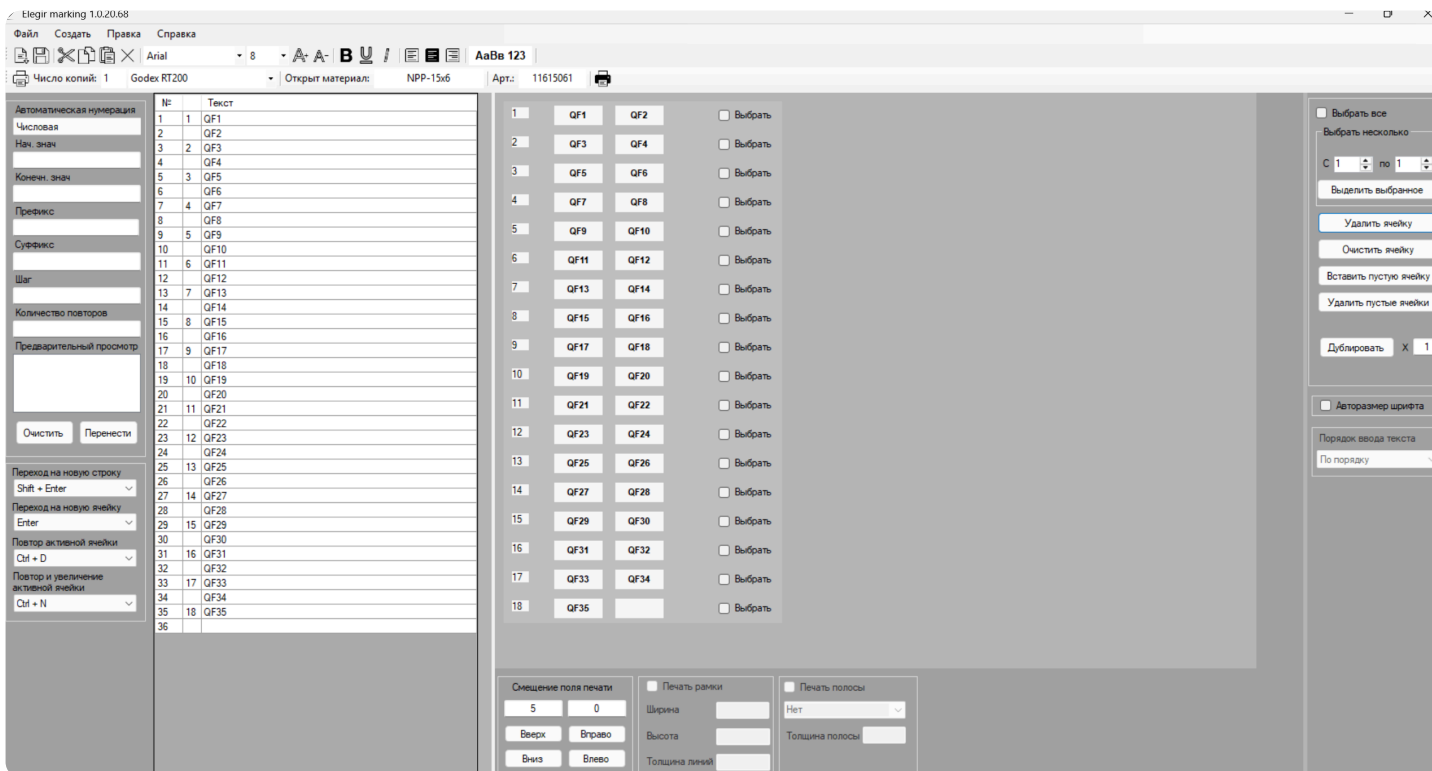 Elegir marking 1.0.20.68
Файл Создать Правка Справка
Arial 8 A+ A- B U I АаВв 123
Число копий: 1 Godex RT200 Открыт материал: NPP-15x6 Арт.: 11615061
Автоматическая нумерация
Числовая
Нач. знач
Конечн. знач
Префикс
Суффикс
Шаг
Количество повторов
Предварительный просмотр
Очистить Перенести
Переход на новую строку
Shift + Enter
Переход на новую ячейку
Enter
Повтор активной ячейки
Ctrl + D
Повтор и увеличение
активной ячейки
Ctrl + N
№ Текст
1 1 QF1
2 QF2
3 2 QF3
4 QF4
5 3 QF5
6 QF6
7 4 QF7
8 QF8
9 5 QF9
10 QF10
11 6 QF11
12 QF12
13 7 QF13
14 QF14
15 8 QF15
16 QF16
17 9 QF17
18 QF18
19 10 QF19
20 QF20
21 11 QF21
22 QF22
23 12 QF23
24 QF24
25 13 QF25
26 QF26
27 14 QF27
28 QF28
29 15 QF29
30 QF30
31 16 QF31
32 QF32
33 17 QF33
34 QF34
35 18 QF35
36
1 QF1 QF2 Выбрать
2 QF3 QF4 Выбрать
3 QF5 QF6 Выбрать
4 QF7 QF8 Выбрать
5 QF9 QF10 Выбрать
6 QF11 QF12 Выбрать
7 QF13 QF14 Выбрать
8 QF15 QF16 Выбрать
9 QF17 QF18 Выбрать
10 QF19 QF20 Выбрать
11 QF21 QF22 Выбрать
12 QF23 QF24 Выбрать
13 QF25 QF26 Выбрать
14 QF27 QF28 Выбрать
15 QF29 QF30 Выбрать
16 QF31 QF32 Выбрать
17 QF33 QF34 Выбрать
18 QF35 Выбрать
Смещение поля печати
5 0
Вверх Вправо
Вниз Влево
Печать рамки
Ширина
Высота
Толщина линий
Печать полосы
Нет
Толщина полосы
Выбрать все
Выбрать несколько
С 1 по 1
Выделить выбранное
Удалить ячейку
Очистить ячейку
Вставить пустую ячейку
Удалить пустые ячейки
Дублировать X 1
Авторазмер шрифта
Порядок ввода текста
По порядку